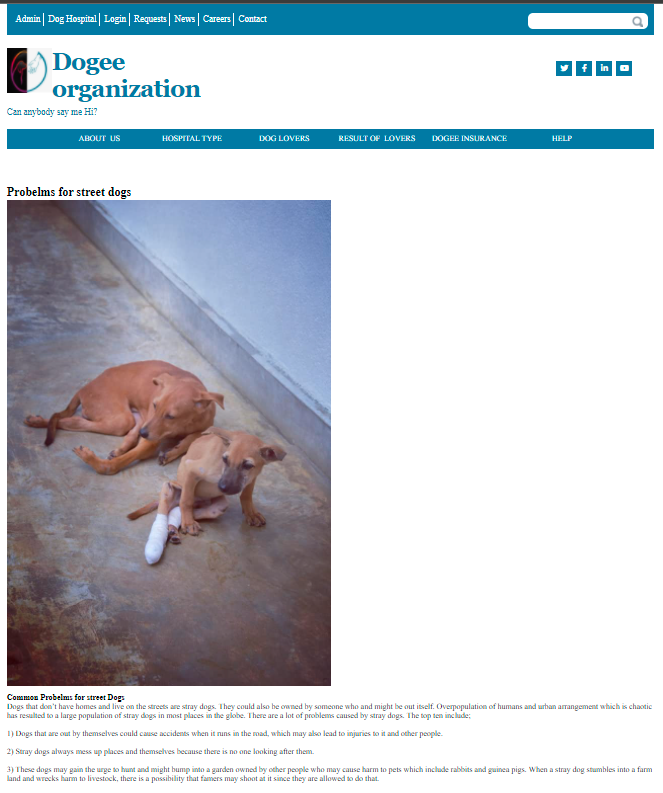 Admin Dog Hospital Login Requests News Careers Contact
Dogee
organization
Can anybody say me Hi?
ABOUT US HOSPITAL TYPE DOG LOVERS RESULT OF LOVERS DOGEE INSURANCE HELP
Probelms for street dogs
Common Probelms for street Dogs
Dogs that don't have homes and live on the streets are stray dogs. They could also be owned by someone who and might be out itself. Overpopulation of humans and urban arrangement which is chaotic
has resulted to a large population of stray dogs in most places in the globe. There are a lot of problems caused by stray dogs. The top ten include;
1) Dogs that are out by themselves could cause accidents when it runs in the road, which may also lead to injuries to it and other people.
2) Stray dogs always mess up places and themselves because there is no one looking after them.
3) These dogs may gain the urge to hunt and might bump into a garden owned by other people who may cause harm to pets which include rabbits and guinea pigs. When a stray dog stumbles into a farm
land and wrecks harm to livestock, there is a possibility that famers may shoot at it since they are allowed to do that.